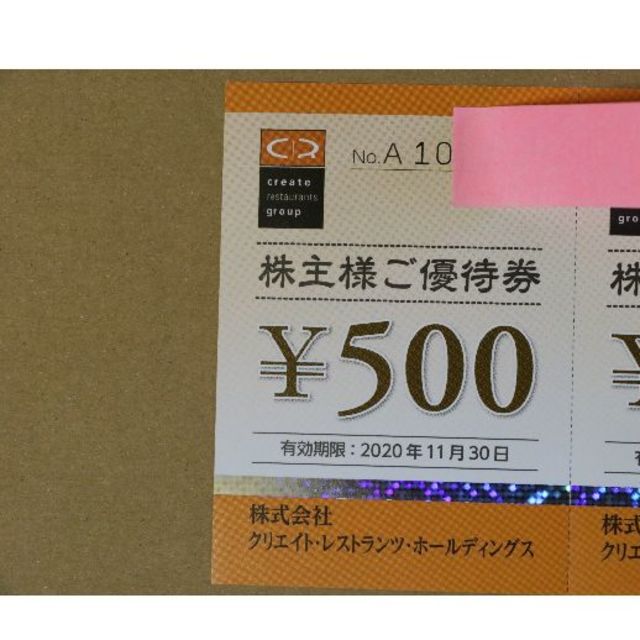 CIR
create
restaurants
group
No.A 10
株主様ご優待券
¥500
有効期限：2020年11月30日
株式会社
クリエイト・レストランツ・ホールディングス
gro
株
¥
株式
クリエ